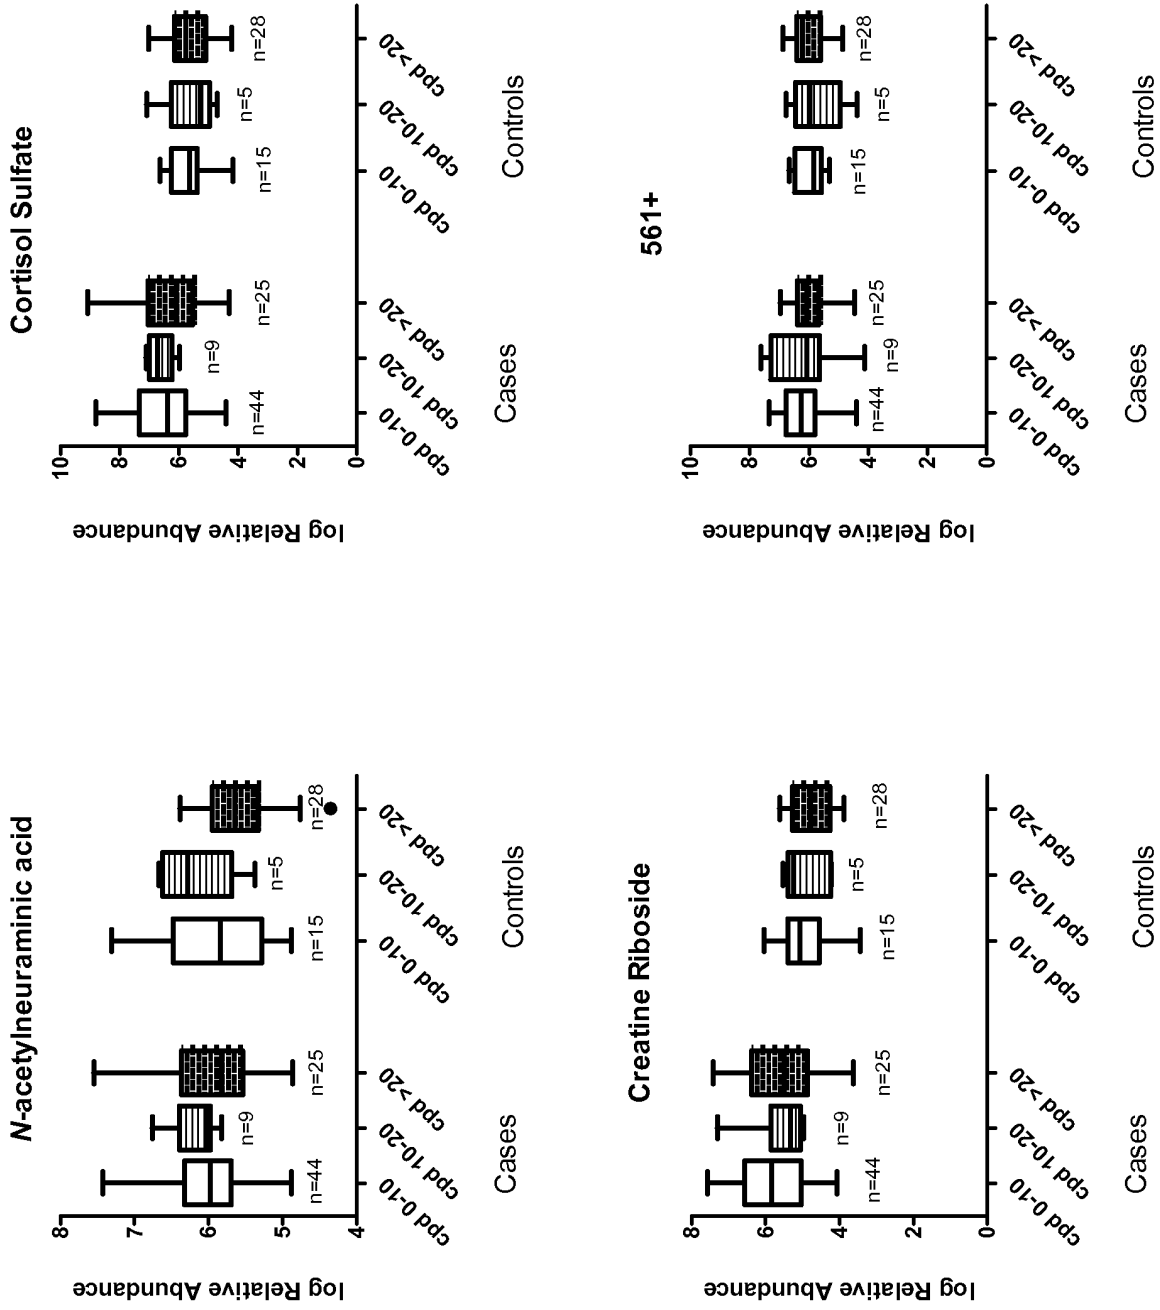 N-acetylneuraminic acid
log Relative Abundance
8
7
6
5
4
n=44
n=9
n=25
n=15
n=5
n=28
cpd 0-10
cpd 10-20
cpd >20
cpd 0-10
cpd 10-20
cpd >20
Cases
Controls
Cortisol Sulfate
log Relative Abundance
10
8
6
4
2
0
n=44
n=9
n=25
n=15
n=5
n=28
cpd 0-10
cpd 10-20
cpd >20
cpd 0-10
cpd 10-20
cpd >20
Cases
Controls
Creatine Riboside
log Relative Abundance
8
6
4
2
0
n=44
n=9
n=25
n=15
n=5
n=28
cpd 0-10
cpd 10-20
cpd >20
cpd 0-10
cpd 10-20
cpd >20
Cases
Controls
561+
log Relative Abundance
10
8
6
4
2
0
n=44
n=9
n=25
n=15
n=5
n=28
cpd 0-10
cpd 10-20
cpd >20
cpd 0-10
cpd 10-20
cpd >20
Cases
Controls